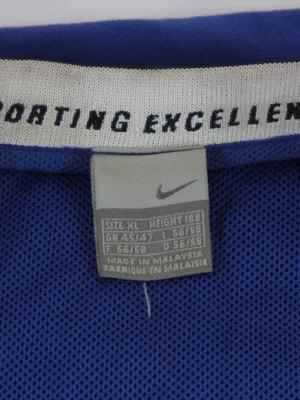 PORTING EXCELLEN
SIZE XL HEIGHT 188
GB 45/47 I 56/58
F 56/58 D 56/58
MADE IN MALAYSIA
FABRIQUE EN MALAISIE